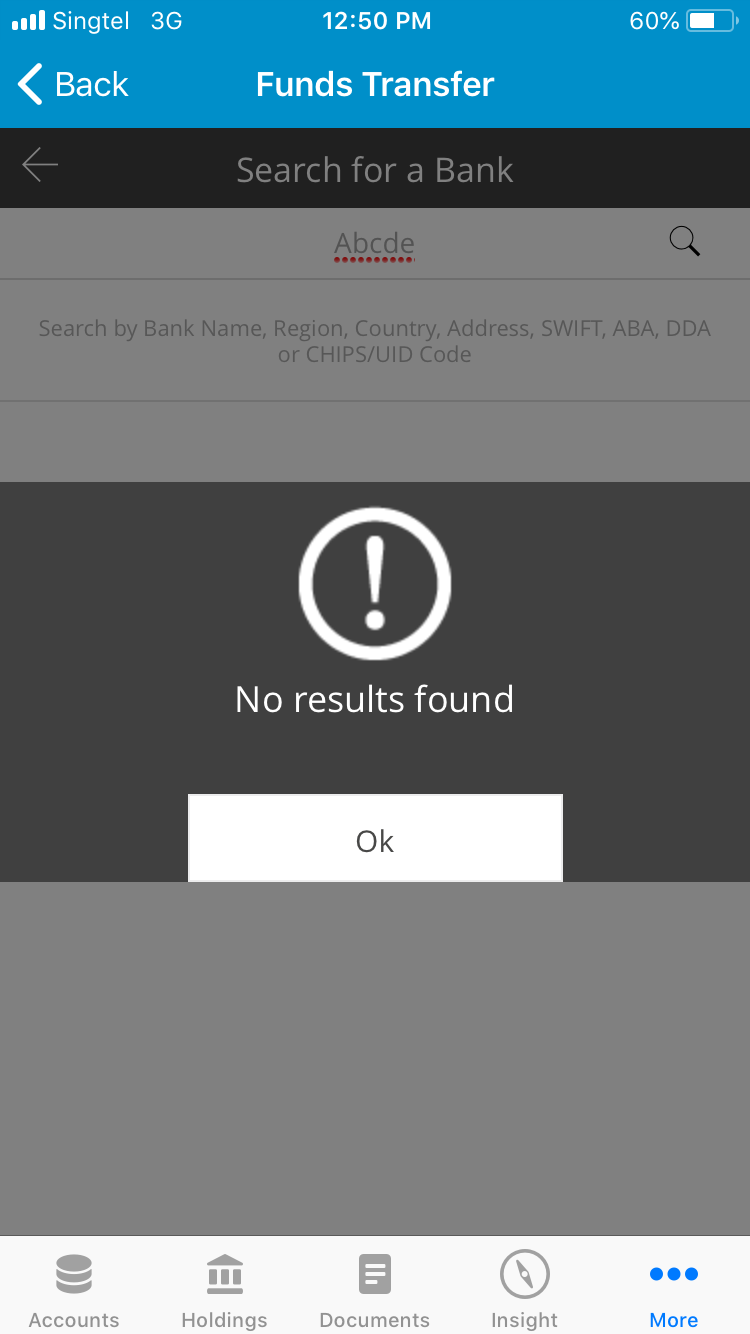 Singtel 3G 12:50 PM 60%
Back Funds Transfer
Search for a Bank
Abcde
Search by Bank Name, Region, Country, Address, SWIFT, ABA, DDA
or CHIPS/UID Code
No results found
Ok
Accounts Holdings Documents Insight More